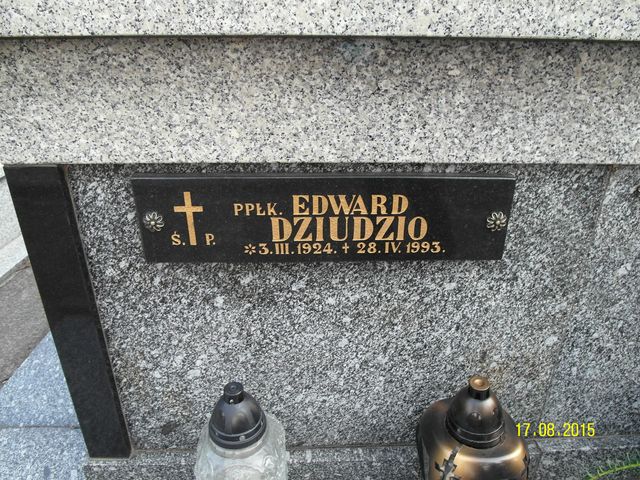 PPŁK. EDWARD
DZIUDZIO
Ś. P. * 3.III.1924. + 28.IV.1993.
17.08.2015